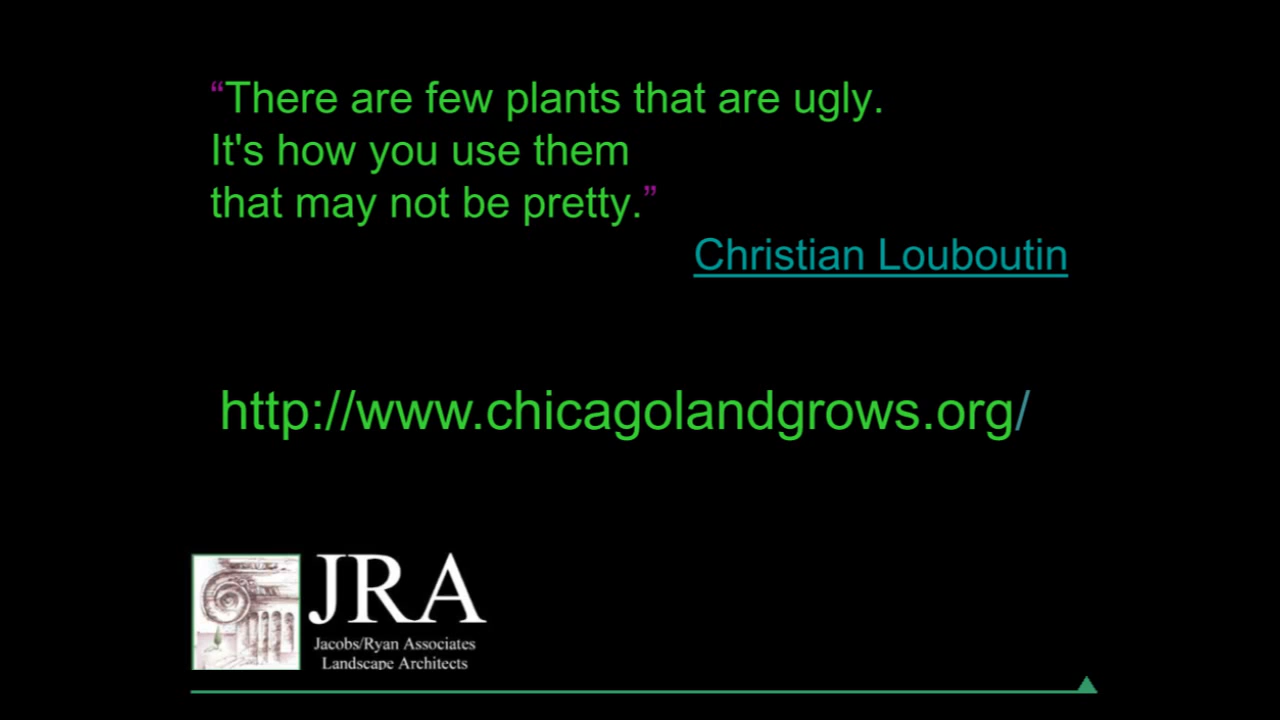 “There are few plants that are ugly.
It's how you use them
that may not be pretty.”
Christian Louboutin
http://www.chicagolandgrows.org/
JRA
Jacobs/Ryan Associates
Landscape Architects